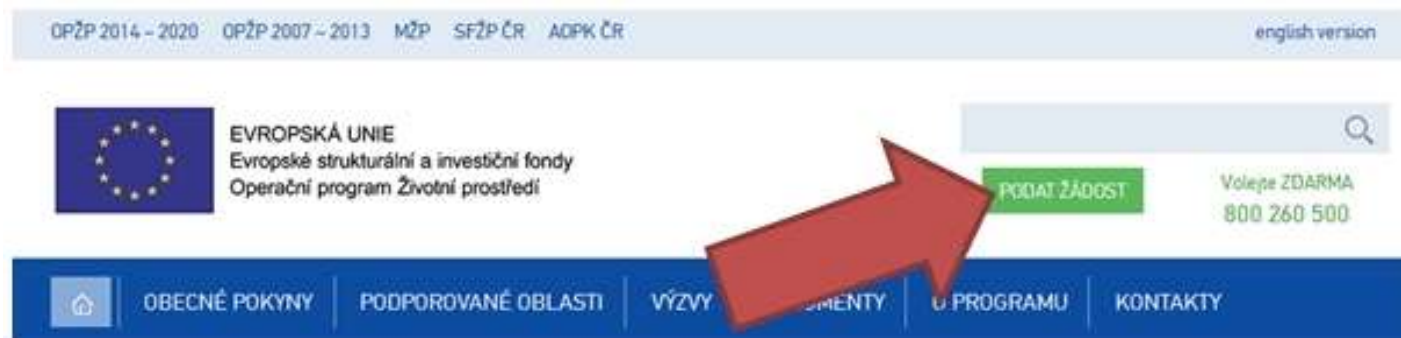 OPŽP 2014 – 2020 OPŽP 2007 – 2013 MŽP SFŽP ČR AOPK ČR english version
EVROPSKÁ UNIE
Evropské strukturální a investiční fondy
Operační program Životní prostředí
PODAT ŽÁDOST
Volejte ZDARMA
800 260 500
OBECNÉ POKYNY PODPOROVANÉ OBLASTI VÝZVY PROGRAMU KONTAKTY